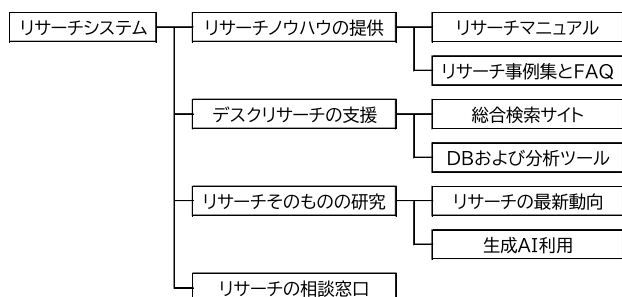 リサーチシステム
リサーチノウハウの提供
リサーチマニュアル
リサーチ事例集とFAQ
デスクリサーチの支援
総合検索サイト
DBおよび分析ツール
リサーチそのものの研究
リサーチの最新動向
生成AI利用
リサーチの相談窓口